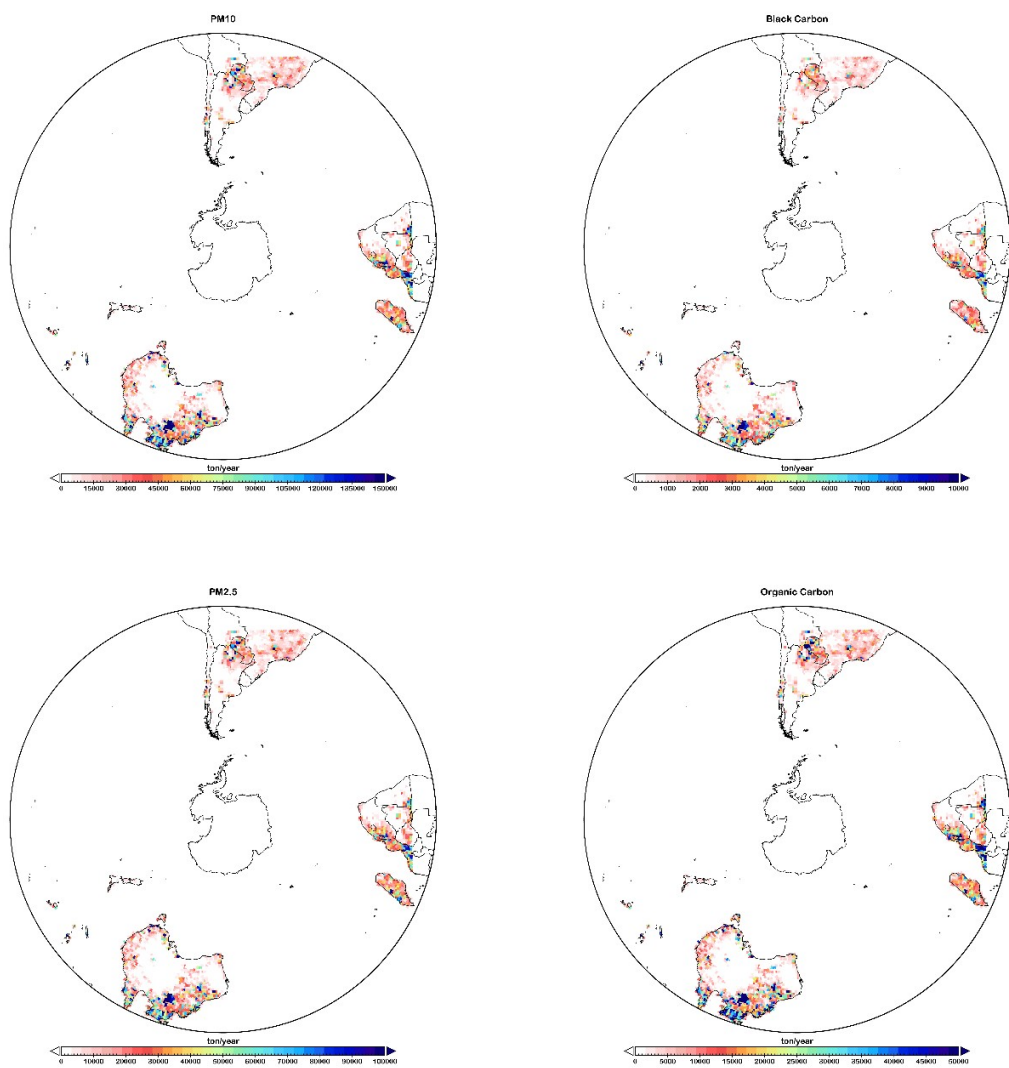 PM10
Black Carbon
ton/year
0 15000 30000 45000 60000 75000 90000 105000 120000 135000 150000
ton/year
0 1000 2000 3000 4000 5000 6000 7000 8000 9000 10000
PM2.5
Organic Carbon
ton/year
0 10000 20000 30000 40000 50000 60000 70000 80000 90000 100000
ton/year
0 5000 10000 15000 20000 25000 30000 35000 40000 45000 50000